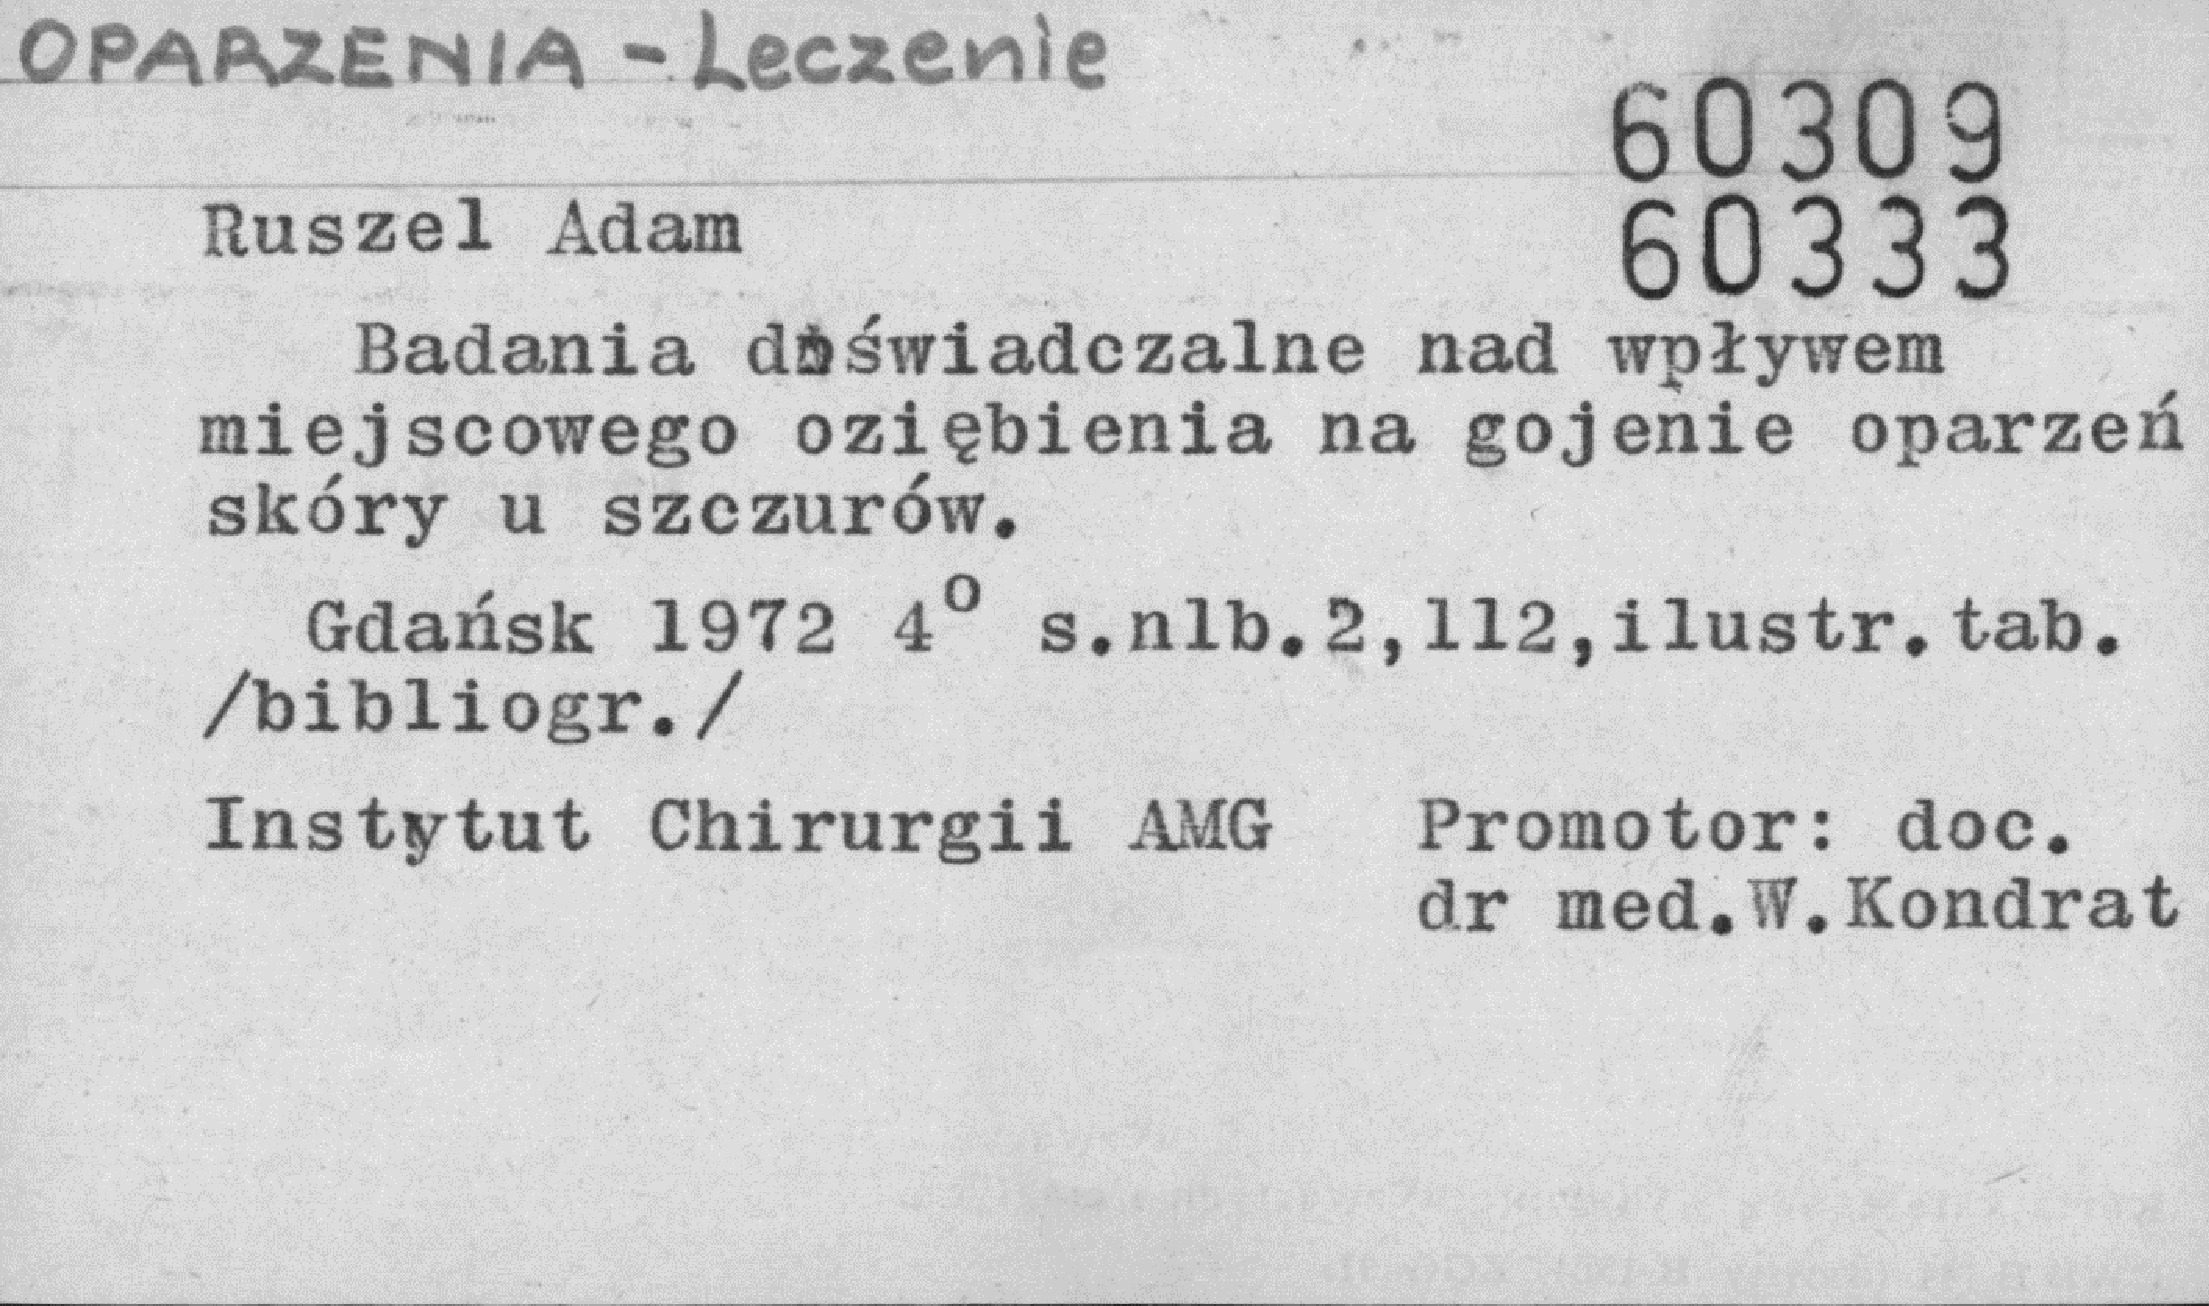 OPARZENIA - Leczenie
60309
60333
Ruszel Adam
Badania doświadczalne nad wpływem
miejscowego oziębienia na gojenie oparzeń
skóry u szczurów.
Gdańsk 1972 4° s.nlb.2,112,ilustr.tab.
/bibliogr./
Instytut Chirurgii AMG Promotor: doc.
dr med.W.Kondrat